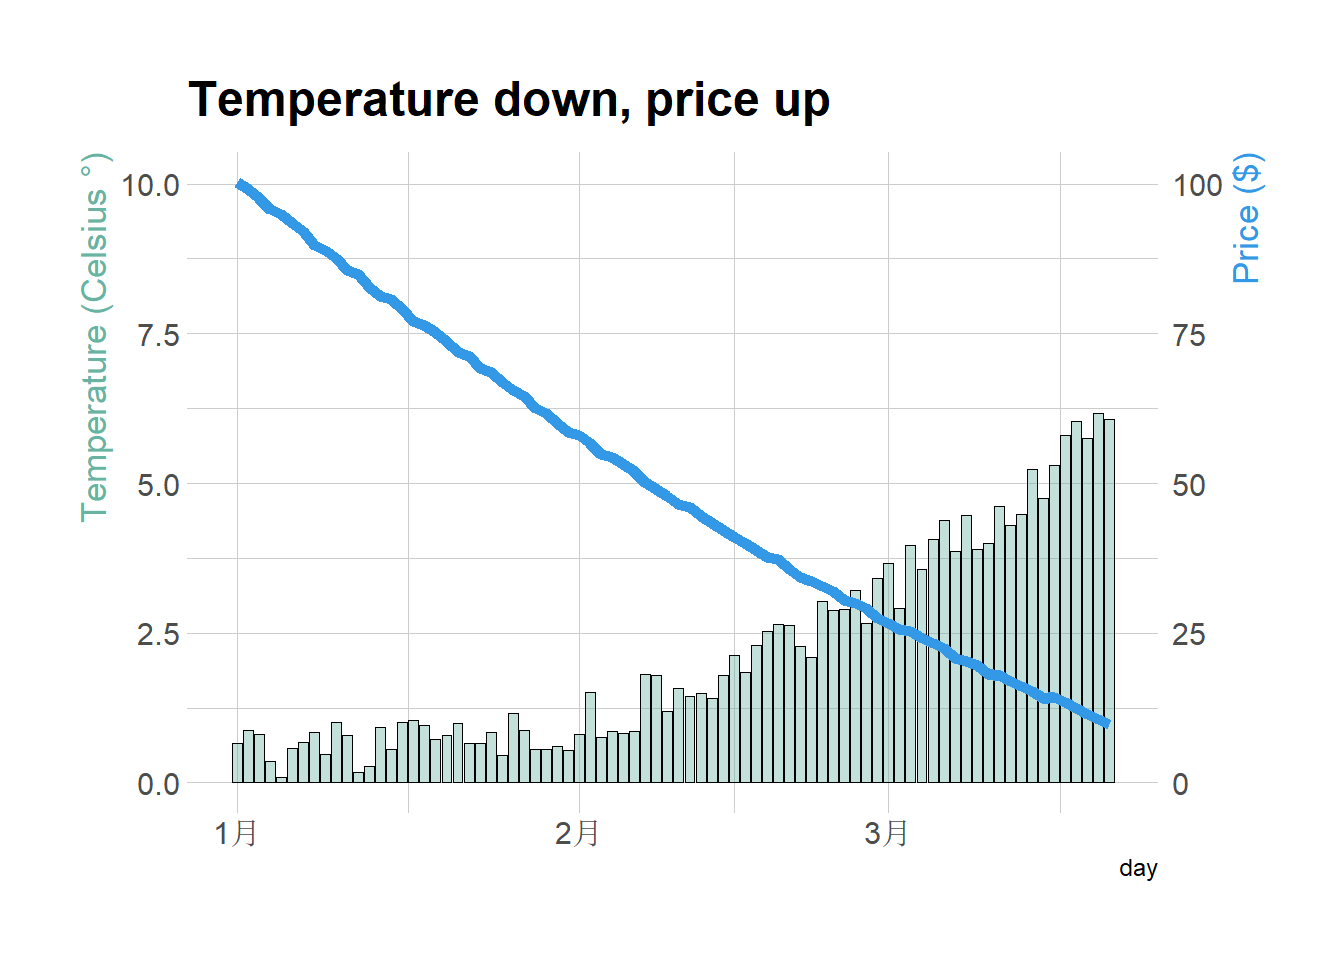 Temperature down, price up
Temperature (Celsius °)
10.0
7.5
5.0
2.5
0.0
Price ($)
100
75
50
25
0
1月
2月
3月
day